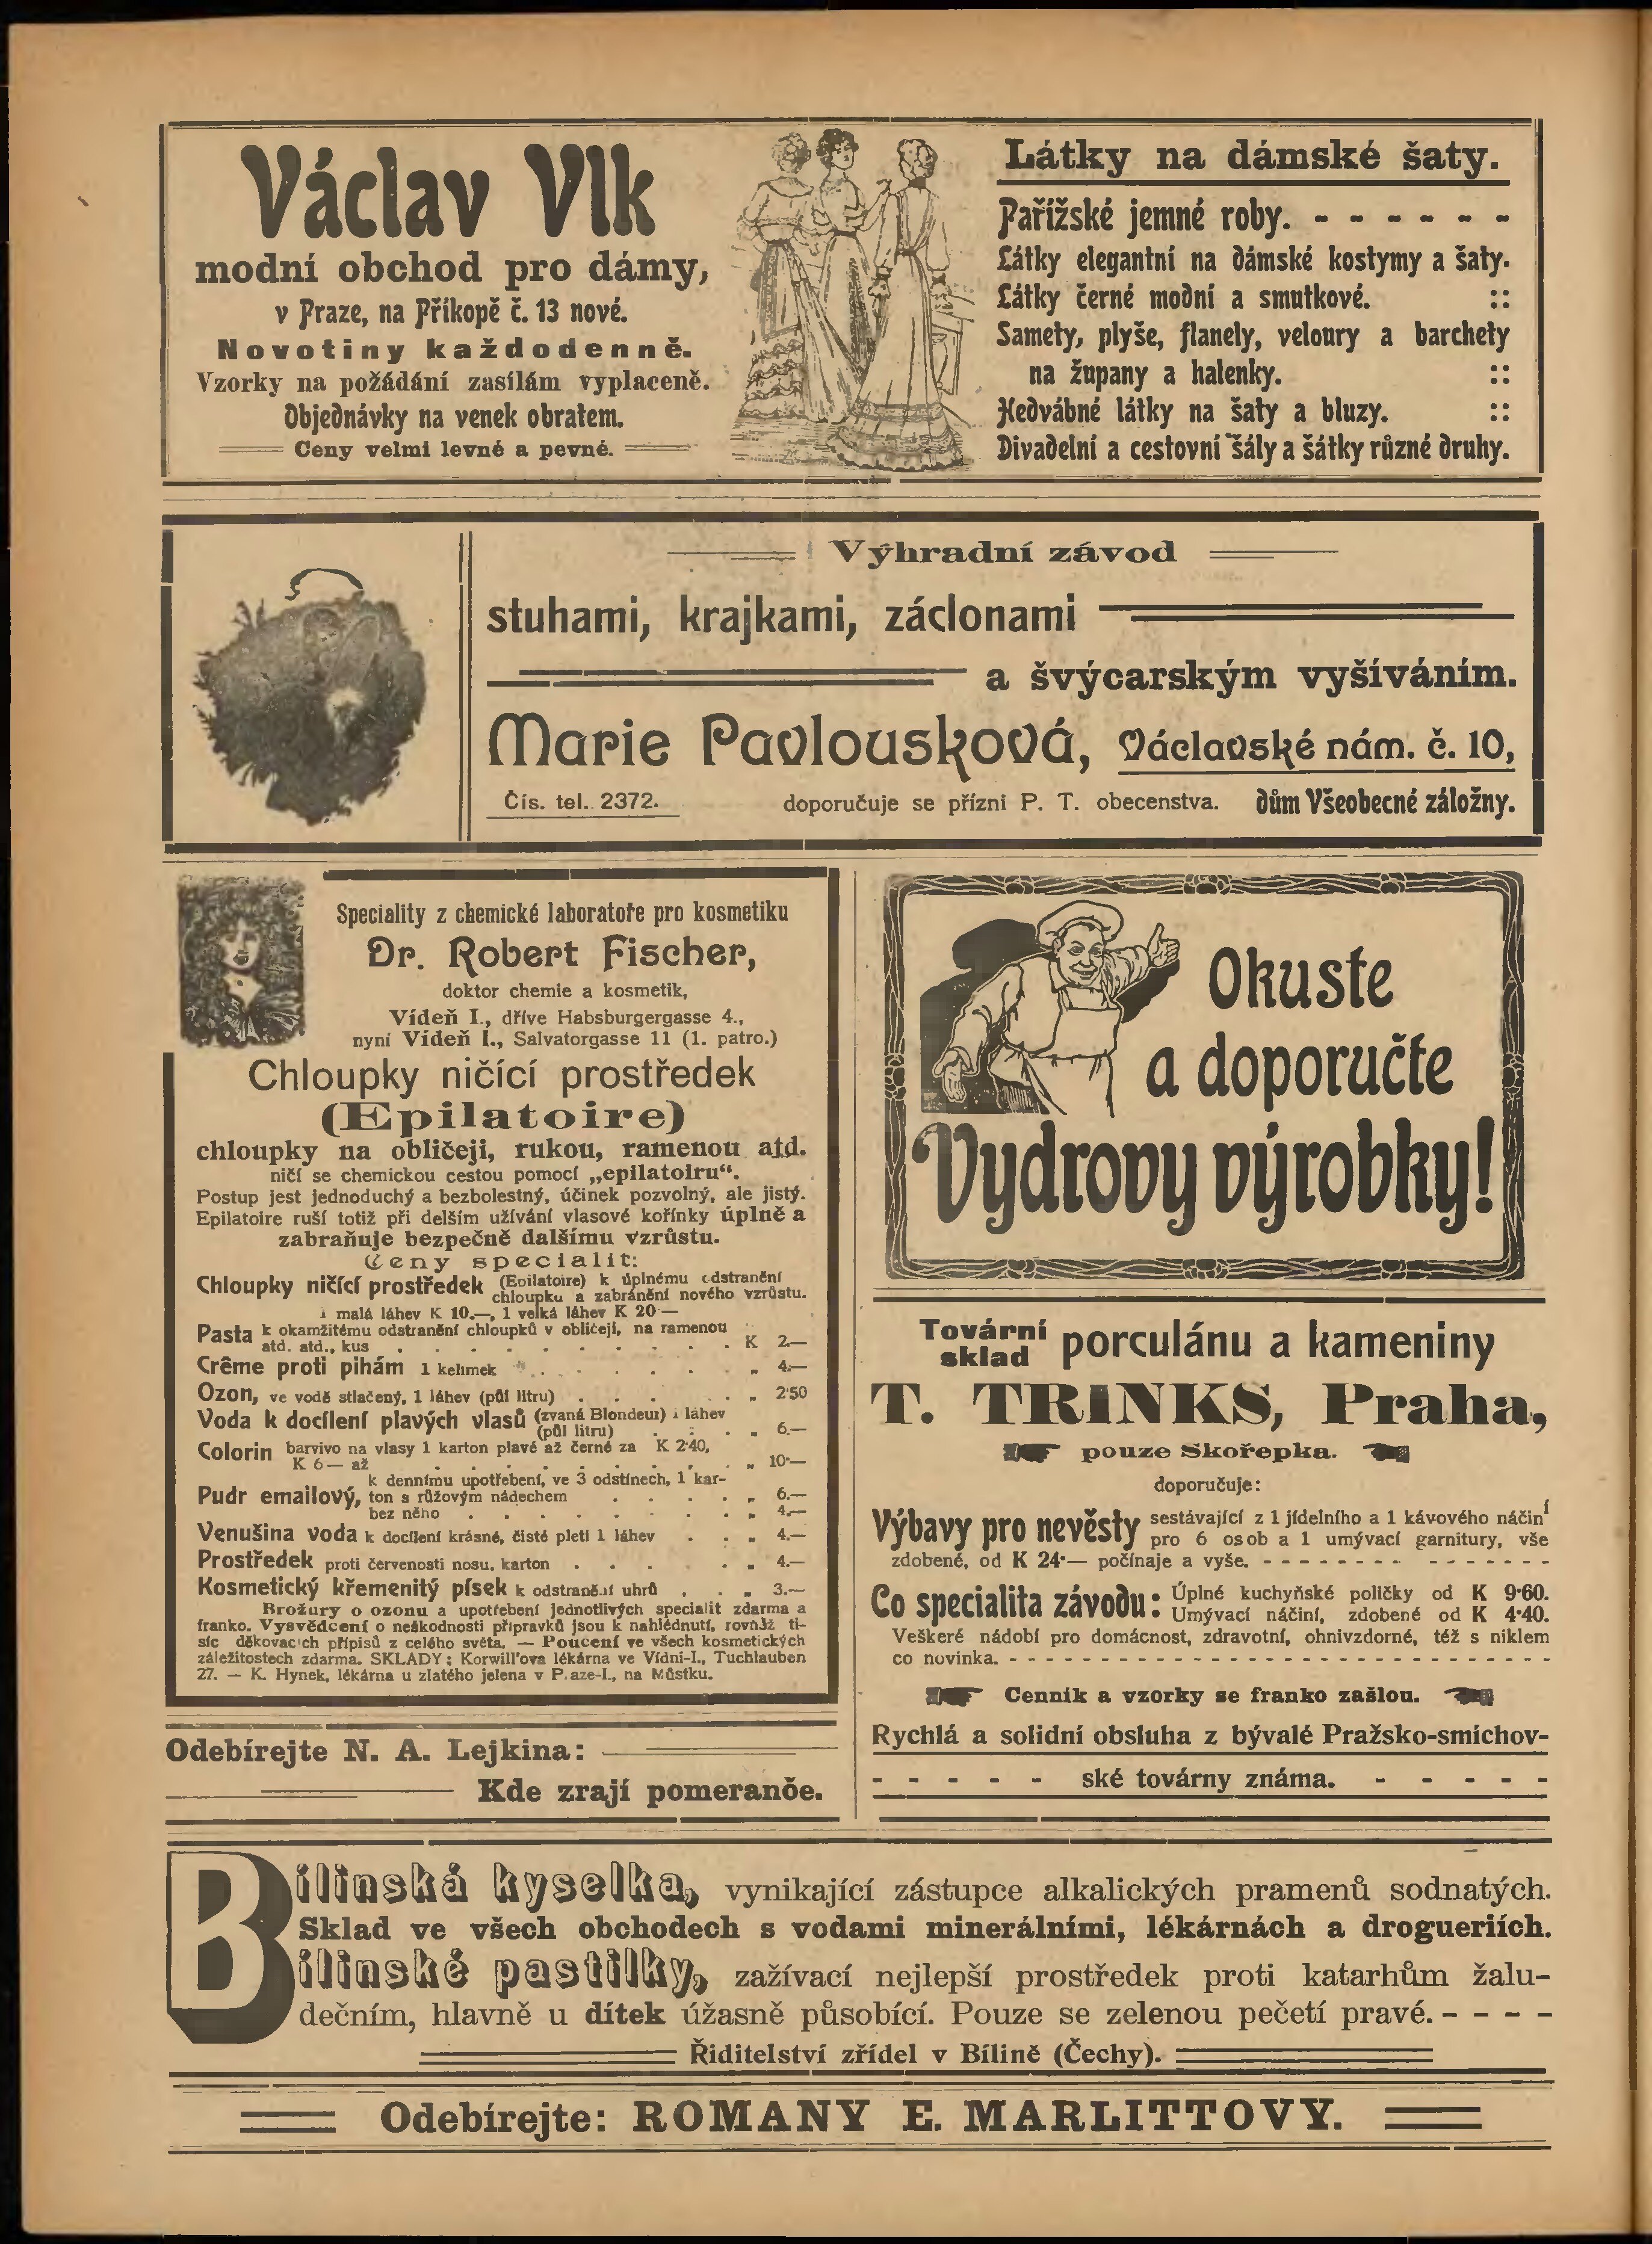 Václav Vlk
modní obchod pro dámy,
v Praze, na Příkopě č. 13 nové.
Novotiny každodenně.
Vzorky na požádání zasílám vyplaceně.
Objednávky na venek obratem.
Ceny velmi levné a pevné.
Látky na dámské šaty.
Pařížské jemné roby. - - - - - -
Látky elegantní na dámské kostymy a šaty.
Látky černé modní a smutkové. ::
Samety, plyše, flanely, veloury a barchety
na župany a halenky. ::
Hedvábné látky na šaty a bluzy. ::
Divadelní a cestovní šály a šátky různé druhy.
Výhradní závod
stuhami, krajkami, záclonami
a švýcarským vyšíváním.
Marie Pavlousková, Václavské nám. č. 10,
Čís. tel. 2372. doporučuje se přízni P. T. obecenstva. dům Všeobecné záložny.
Speciality z chemické laboratoře pro kosmetiku
Dr. Robert Fischer,
doktor chemie a kosmetik,
Vídeň I., dříve Habsburgergasse 4.,
nyní Vídeň I., Salvatorgasse 11 (1. patro.)
Chloupky ničící prostředek
(Epilatoire)
chloupky na obličeji, rukou, ramenou atd.
ničí se chemickou cestou pomocí „epilatoiru“.
Postup jest jednoduchý a bezbolestný, účinek pozvolný, ale jistý.
Epilatoire ruší totiž při delším užívání vlasové kořínky úplně a
zabraňuje bezpečně dalšímu vzrůstu.
Ceny specialit:
Chloupky ničící prostředek (Epilatoire) k úplnému odstranění
chloupku a zabránění nového vzrůstu.
1 malá láhev K 10.—, 1 velká láhev K 20·—
Pasta k okamžitému odstranění chloupků v obličeji, na ramenou
atd. atd., kus . . . . . . . . . . K 2.—
Crême proti pihám 1 kelímek . . . . . . „ 4.—
Ozon, ve vodě stlačený, 1 láhev (půl litru) . . . . . „ 2·50
Voda k docílení plavých vlasů (zvaná Blondeur) 1 láhev
(půl litru) . . . . „ 6.—
Colorin barvivo na vlasy 1 karton plavé až černé za K 2·40,
K 6— až . . . . . . . . „ 10·—
k dennímu upotřebení, ve 3 odstínech, 1 kar-
Pudr emailový, ton s růžovým nádechem . . . . . „ 6.—
bez něho . . . . . . . . „ 4.—
Venušina voda k docílení krásné, čisté pleti 1 láhev . . „ 4.—
Prostředek proti červenosti nosu, karton . . . . . „ 4.—
Kosmetický křemenitý písek k odstranění uhrů . . „ 3.—
Brožury o ozonu a upotřebení jednotlivých specialit zdarma a
franko. Vysvědcení o neškodnosti přípravků jsou k nahlédnutí, rovněž ti-
síc děkovacích přípisů z celého světa. — Poucení ve všech kosmetických
záležitostech zdarma. SKLADY: Korwill'ova lékárna ve Vídni-I., Tuchlauben
27. — K. Hynek, lékárna u zlatého jelena v Praze-I., na Můstku.
Odebírejte N. A. Lejkina:
Kde zrají pomeranče.
Okuste
a doporučte
Vydrovy výrobky!
Tovární
sklad porculánu a kameniny
T. TRINKS, Praha,
pouze Skořepka.
doporučuje:
Výbavy pro nevěsty sestávající z 1 jídelního a 1 kávového náčiní
pro 6 osob a 1 umývací garnitury, vše
zdobené, od K 24·— počínaje a vyše. - - - - - - - - - - - - - - -
Co specialita závodu: Úplné kuchyňské poličky od K 9·60.
Umývací náčiní, zdobené od K 4·40.
Veškeré nádobí pro domácnost, zdravotní, ohnivzdorné, též s niklem
co novinka. - - - - - - - - - - - - - - - - - - - -
Cenník a vzorky se franko zašlou.
Rychlá a solidní obsluha z bývalé Pražsko-smíchov-
- - - - - ské továrny známa. - - - - -
Bílinská kyselka, vynikající zástupce alkalických pramenů sodnatých.
Sklad ve všech obchodech s vodami minerálními, lékárnách a drogueriích.
Bílinské pastilky, zažívací nejlepší prostředek proti katarhům žalu-
dečním, hlavně u dítek úžasně působící. Pouze se zelenou pečetí pravé. - - - -
Řiditelství zřídel v Bílině (Čechy).
Odebírejte: ROMANY E. MARLITTOVY.